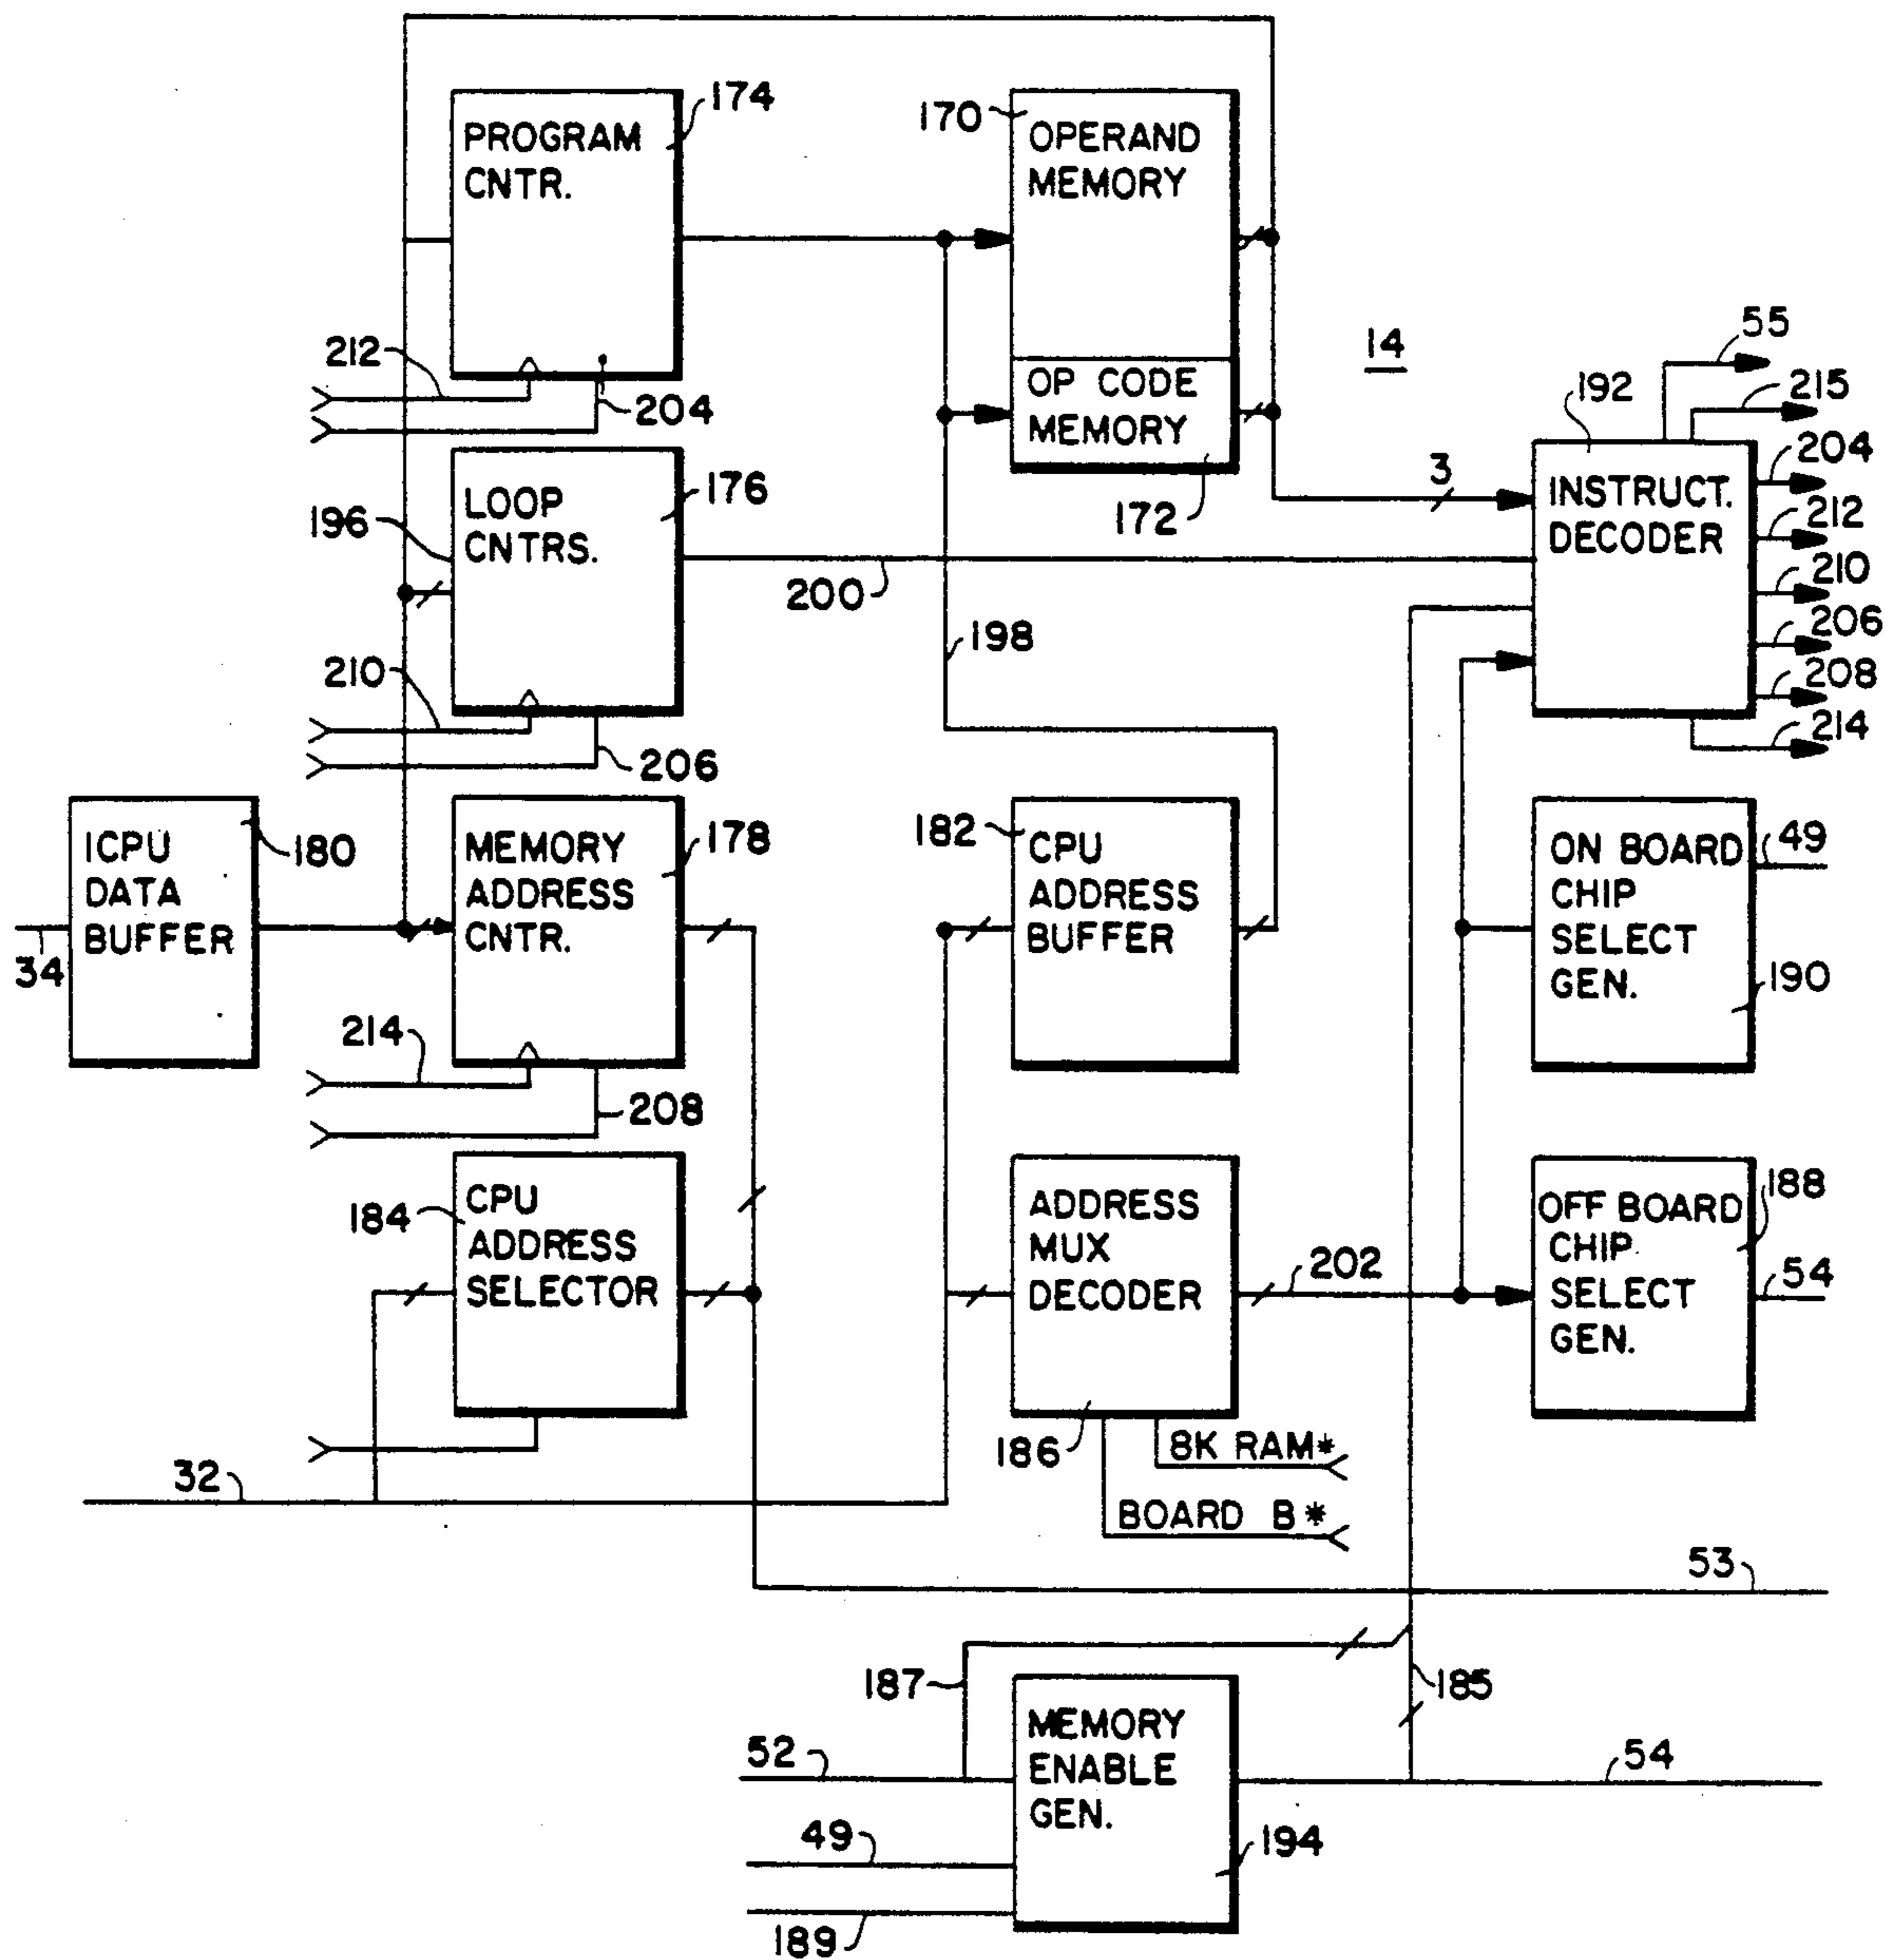 174
PROGRAM
CNTR.
170
OPERAND
MEMORY
212
204
OP CODE
MEMORY
172
14
55
215
192
204
212
210
206
208
214
INSTRUCT.
DECODER
3
LOOP
CNTRS.
176
196
200
198
210
206
ICPU
DATA
BUFFER
180
34
MEMORY
ADDRESS
CNTR.
178
214
208
182
CPU
ADDRESS
BUFFER
ON BOARD
CHIP
SELECT
GEN.
49
190
184
CPU
ADDRESS
SELECTOR
ADDRESS
MUX
DECODER
202
186
8K RAM*
BOARD B*
OFF BOARD
CHIP
SELECT
GEN.
188
54
32
53
187
185
52
MEMORY
ENABLE
GEN.
54
49
194
189